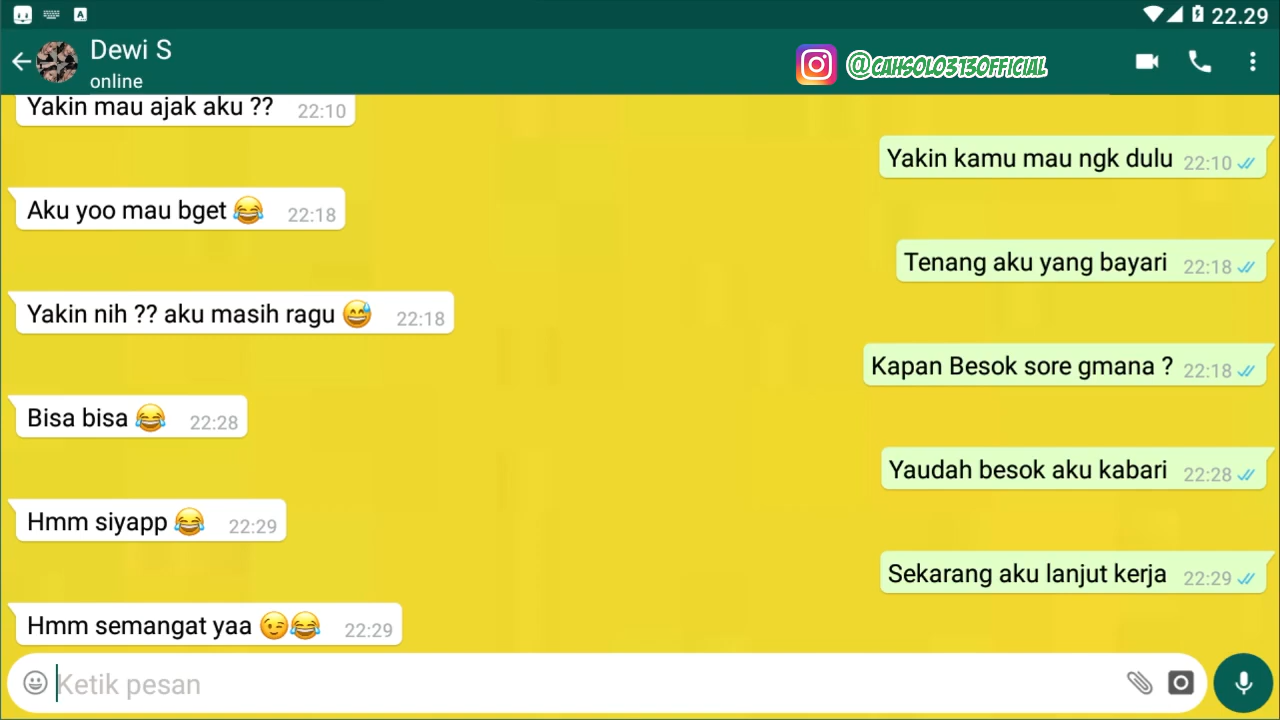 22.29
Dewi S
online
@CAHSOLO313OFFICIAL
Yakin mau ajak aku ?? 22:10
Yakin kamu mau ngk dulu 22:10
Aku yoo mau bget 😂 22:18
Tenang aku yang bayari 22:18
Yakin nih ?? aku masih ragu 😅 22:18
Kapan Besok sore gmana ? 22:18
Bisa bisa 😂 22:28
Yaudah besok aku kabari 22:28
Hmm siyapp 😂 22:29
Sekarang aku lanjut kerja 22:29
Hmm semangat yaa 😉😂 22:29
Ketik pesan